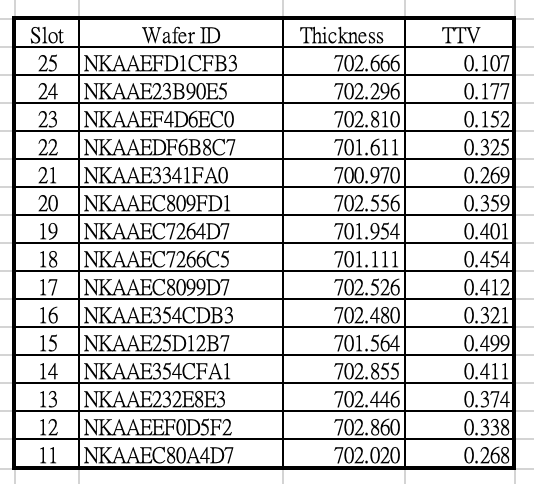 Slot Wafer ID Thickness TTV
25 NKAAEFD1CFB3 702.666 0.107
24 NKAAE23B90E5 702.296 0.177
23 NKAAEF4D6EC0 702.810 0.152
22 NKAAEDF6B8C7 701.611 0.325
21 NKAAE3341FA0 700.970 0.269
20 NKAAEC809FD1 702.556 0.359
19 NKAAEC7264D7 701.954 0.401
18 NKAAEC7266C5 701.111 0.454
17 NKAAEC8099D7 702.526 0.412
16 NKAAE354CDB3 702.480 0.321
15 NKAAE25D12B7 701.564 0.499
14 NKAAE354CFA1 702.855 0.411
13 NKAAE232E8E3 702.446 0.374
12 NKAAEEF0D5F2 702.860 0.338
11 NKAAEC80A4D7 702.020 0.268